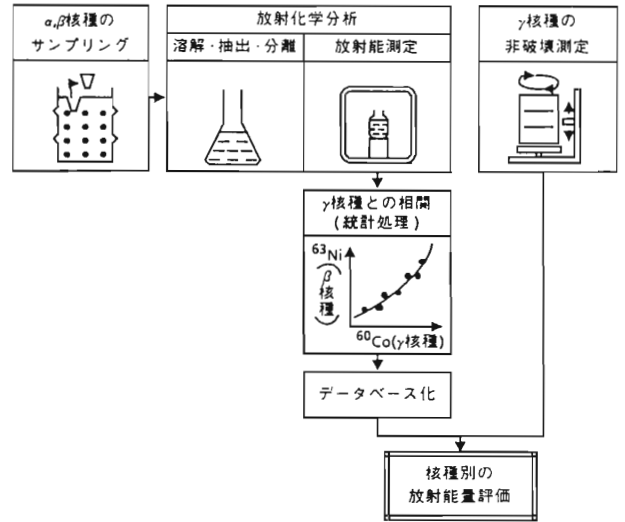 α,β核種の
サンプリング
放射化学分析
溶解・抽出・分離
放射能測定
γ核種の
非破壊測定
γ核種との相関
(統計処理)
⁶³Ni
(β核種)
⁶⁰Co(γ核種)
データベース化
核種別の
放射能量評価